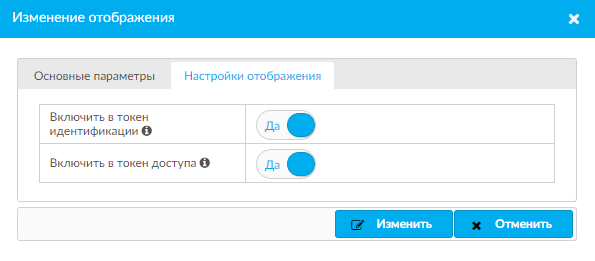 Изменение отображения
Основные параметры
Настройки отображения
Включить в токен
идентификации
Да
Включить в токен доступа
Да
Изменить
Отменить